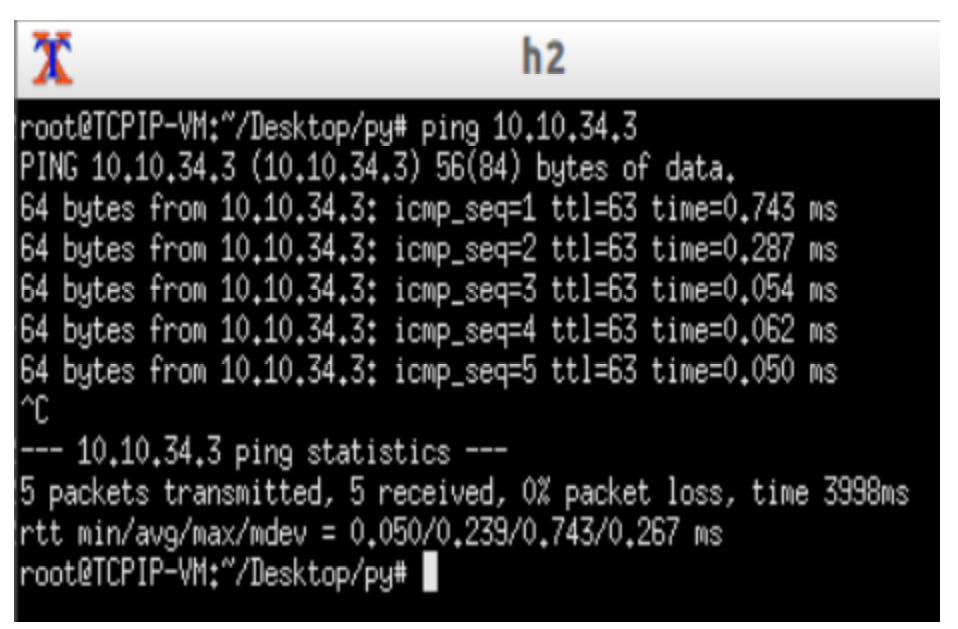 h2
root@TCPIP-VM:~/Desktop/py# ping 10.10.34.3
PING 10.10.34.3 (10.10.34.3) 56(84) bytes of data.
64 bytes from 10.10.34.3: icmp_seq=1 ttl=63 time=0.743 ms
64 bytes from 10.10.34.3: icmp_seq=2 ttl=63 time=0.287 ms
64 bytes from 10.10.34.3: icmp_seq=3 ttl=63 time=0.054 ms
64 bytes from 10.10.34.3: icmp_seq=4 ttl=63 time=0.062 ms
64 bytes from 10.10.34.3: icmp_seq=5 ttl=63 time=0.050 ms
^C
--- 10.10.34.3 ping statistics ---
5 packets transmitted, 5 received, 0% packet loss, time 3998ms
rtt min/avg/max/mdev = 0.050/0.239/0.743/0.267 ms
root@TCPIP-VM:~/Desktop/py#